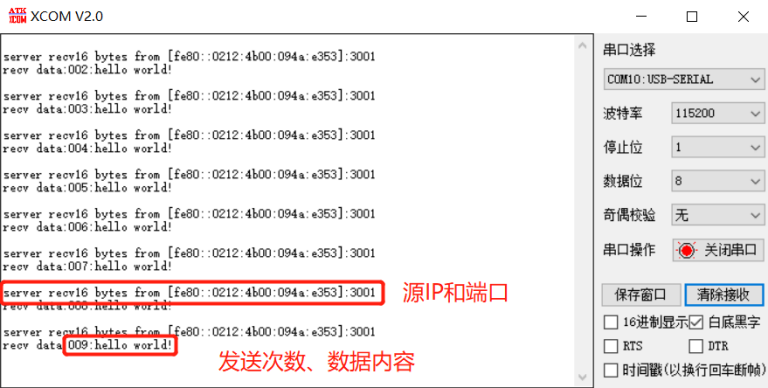 ATK
XCOM XCOM V2.0
server recv16 bytes from [fe80::0212:4b00:094a:e353]:3001
recv data:002:hello world!
server recv16 bytes from [fe80::0212:4b00:094a:e353]:3001
recv data:003:hello world!
server recv16 bytes from [fe80::0212:4b00:094a:e353]:3001
recv data:004:hello world!
server recv16 bytes from [fe80::0212:4b00:094a:e353]:3001
recv data:005:hello world!
server recv16 bytes from [fe80::0212:4b00:094a:e353]:3001
recv data:006:hello world!
server recv16 bytes from [fe80::0212:4b00:094a:e353]:3001
recv data:007:hello world!
server recv16 bytes from [fe80::0212:4b00:094a:e353]:3001
源IP和端口
recv data:008:hello world!
server recv16 bytes from [fe80::0212:4b00:094a:e353]:3001
recv data:009:hello world!
发送次数、数据内容
串口选择
COM10:USB-SERIAL
波特率 115200
停止位 1
数据位 8
奇偶校验 无
串口操作 关闭串口
保存窗口 清除接收
16进制显示 白底黑字
RTS DTR
时间戳(以换行回车断帧)